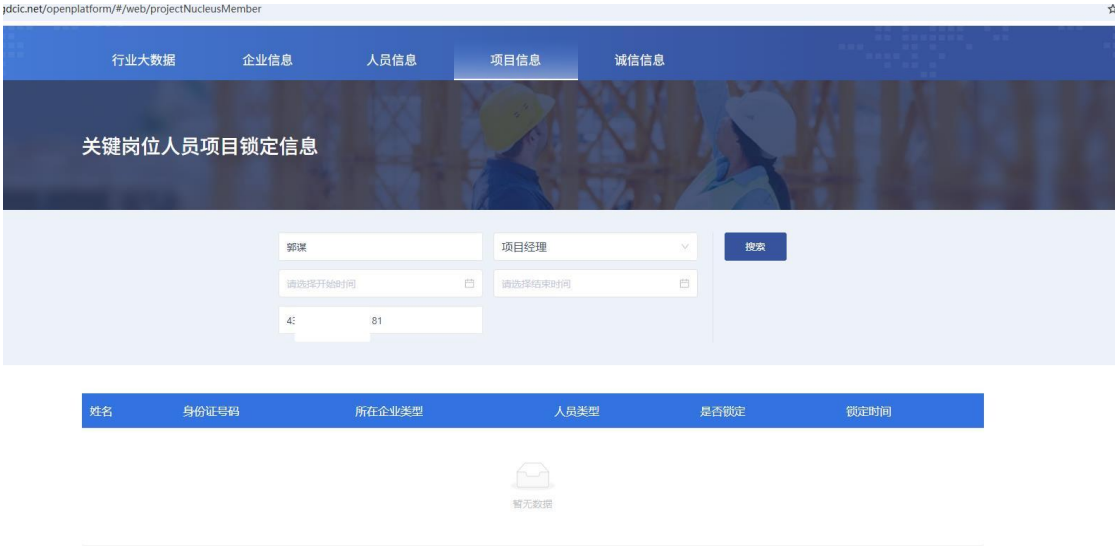 gdcic.net/openplatform/#/web/projectNucleusMember
行业大数据 企业信息 人员信息 项目信息 诚信信息
关键岗位人员项目锁定信息
郭谋 项目经理 搜索
请选择开始时间 请选择结束时间
43 81
姓名 身份证号码 所在企业类型 人员类型 是否锁定 锁定时间
暂无数据